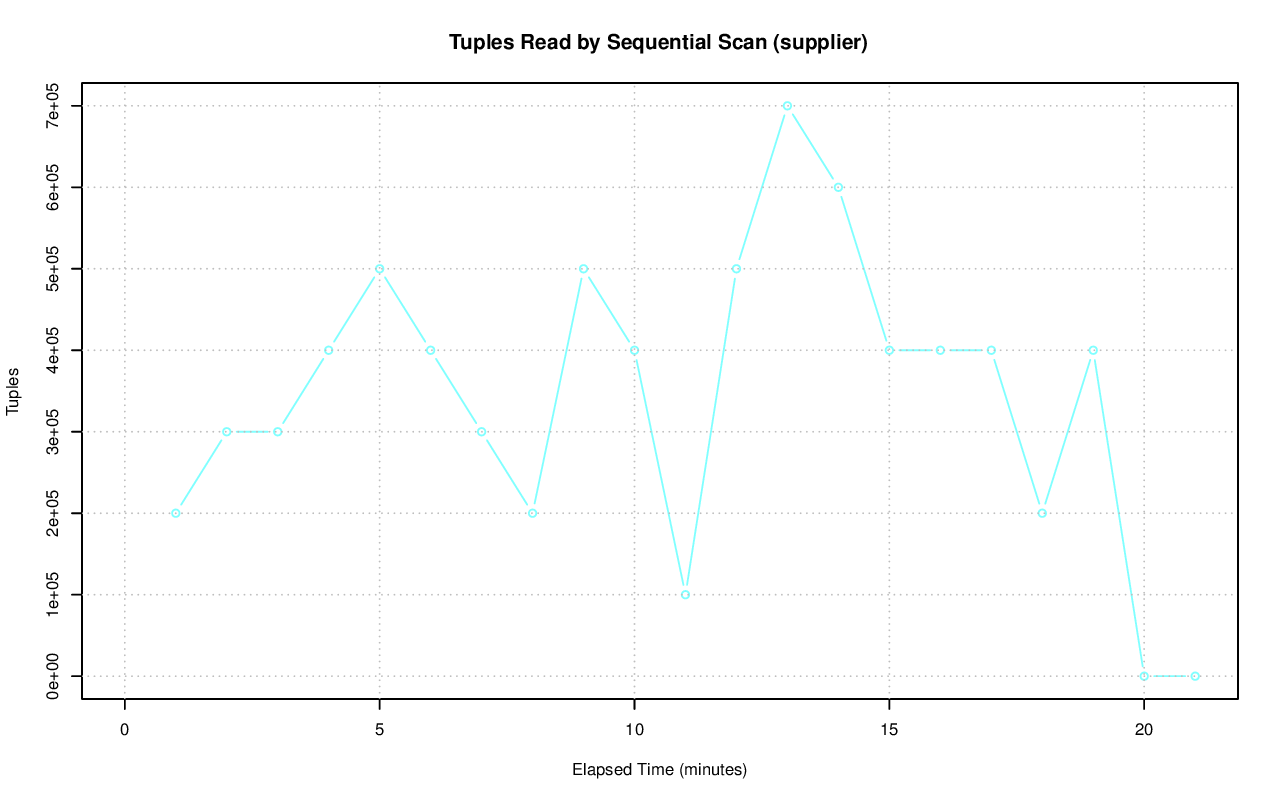 Tuples Read by Sequential Scan (supplier)
7e+05
6e+05
5e+05
4e+05
3e+05
2e+05
1e+05
0e+00
Tuples
0 5 10 15 20
Elapsed Time (minutes)